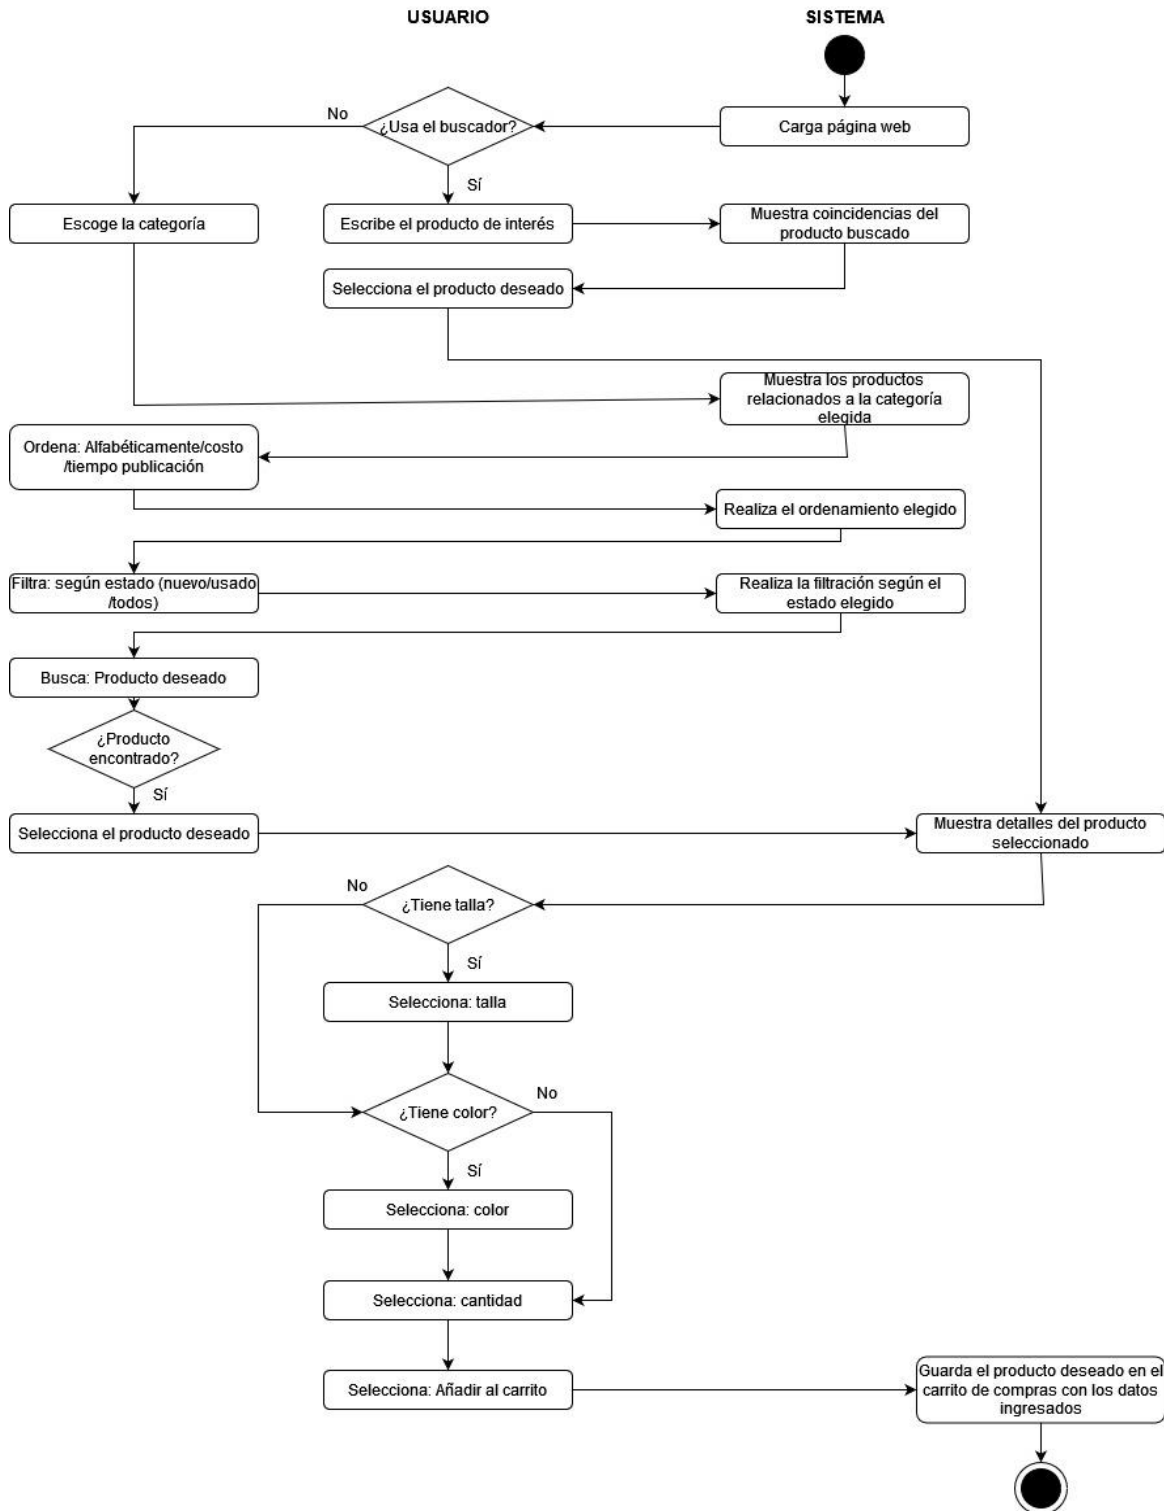 USUARIO
SISTEMA
Carga página web
¿Usa el buscador?
No
Sí
Escoge la categoría
Escribe el producto de interés
Muestra coincidencias del
producto buscado
Selecciona el producto deseado
Muestra los productos
relacionados a la categoría
elegida
Ordena: Alfabéticamente/costo
/tiempo publicación
Realiza el ordenamiento elegido
Filtra: según estado (nuevo/usado
/todos)
Realiza la filtración según el
estado elegido
Busca: Producto deseado
¿Producto
encontrado?
Sí
Selecciona el producto deseado
Muestra detalles del producto
seleccionado
¿Tiene talla?
No
Sí
Selecciona: talla
¿Tiene color?
No
Sí
Selecciona: color
Selecciona: cantidad
Selecciona: Añadir al carrito
Guarda el producto deseado en el
carrito de compras con los datos
ingresados